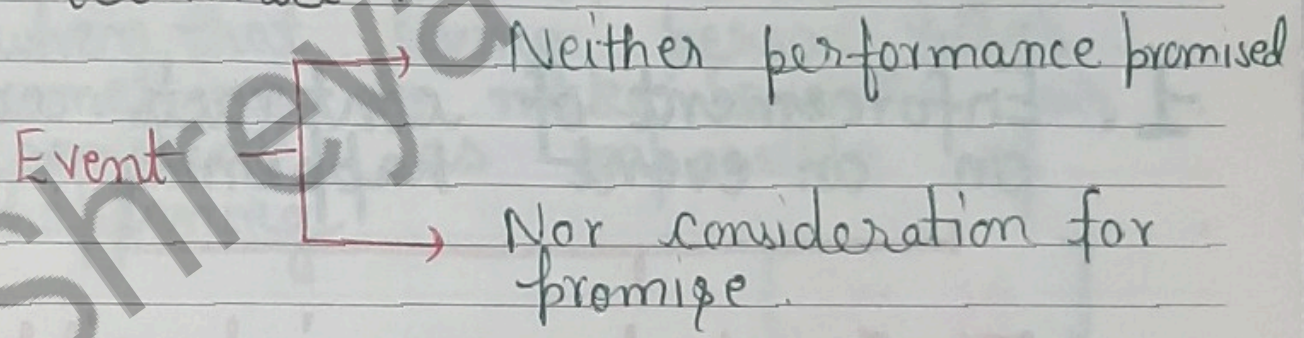 Neither performance promised
Event
Nor consideration for
promise.
Shreya